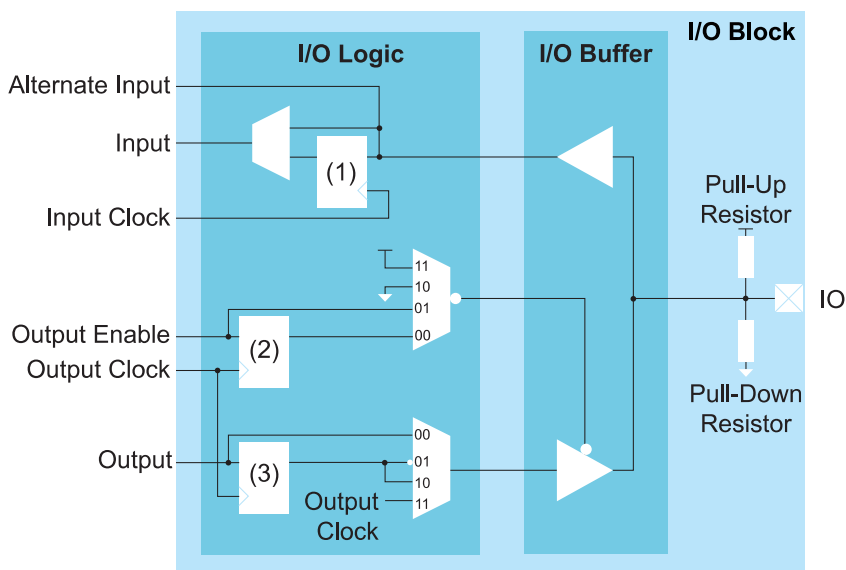 I/O Block
I/O Logic
I/O Buffer
Alternate Input
Input
(1)
Input Clock
Pull-Up
Resistor
11
10
01
00
IO
Output Enable
(2)
Output Clock
Pull-Down
Resistor
Output
(3)
00
01
10
11
Output
Clock